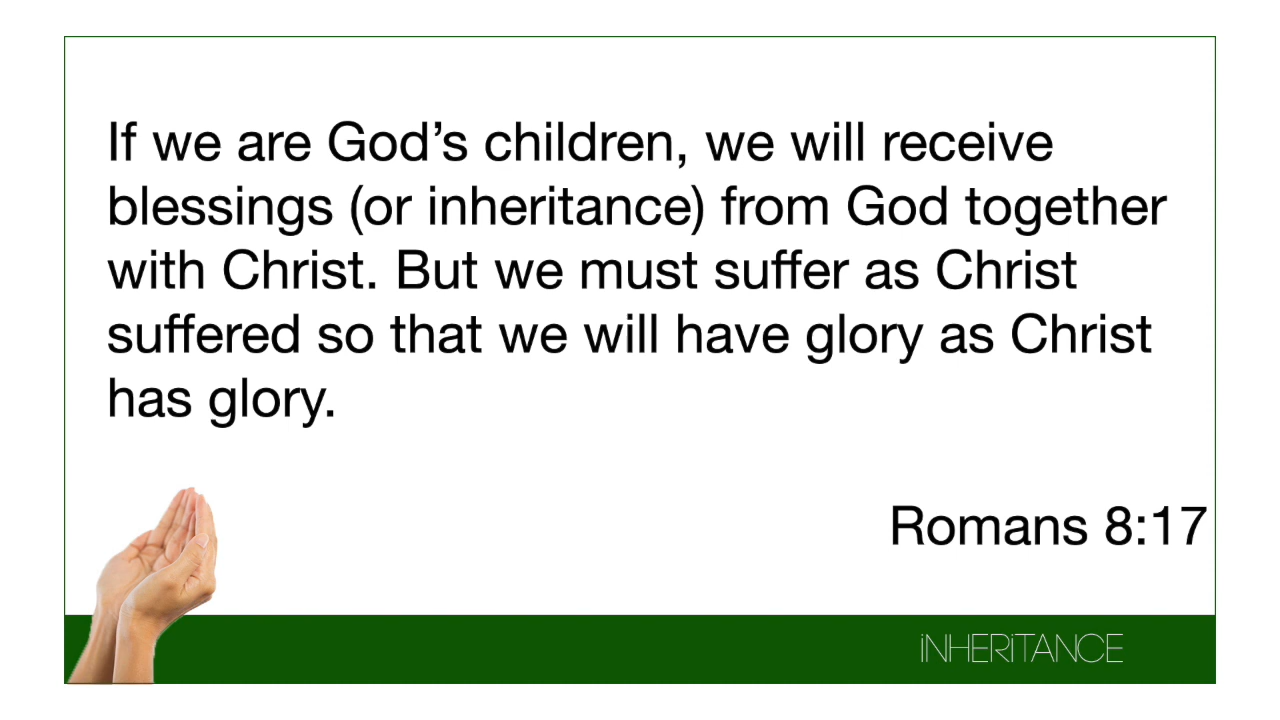 If we are God’s children, we will receive
blessings (or inheritance) from God together
with Christ. But we must suffer as Christ
suffered so that we will have glory as Christ
has glory.
Romans 8:17
iNHERiTANCE